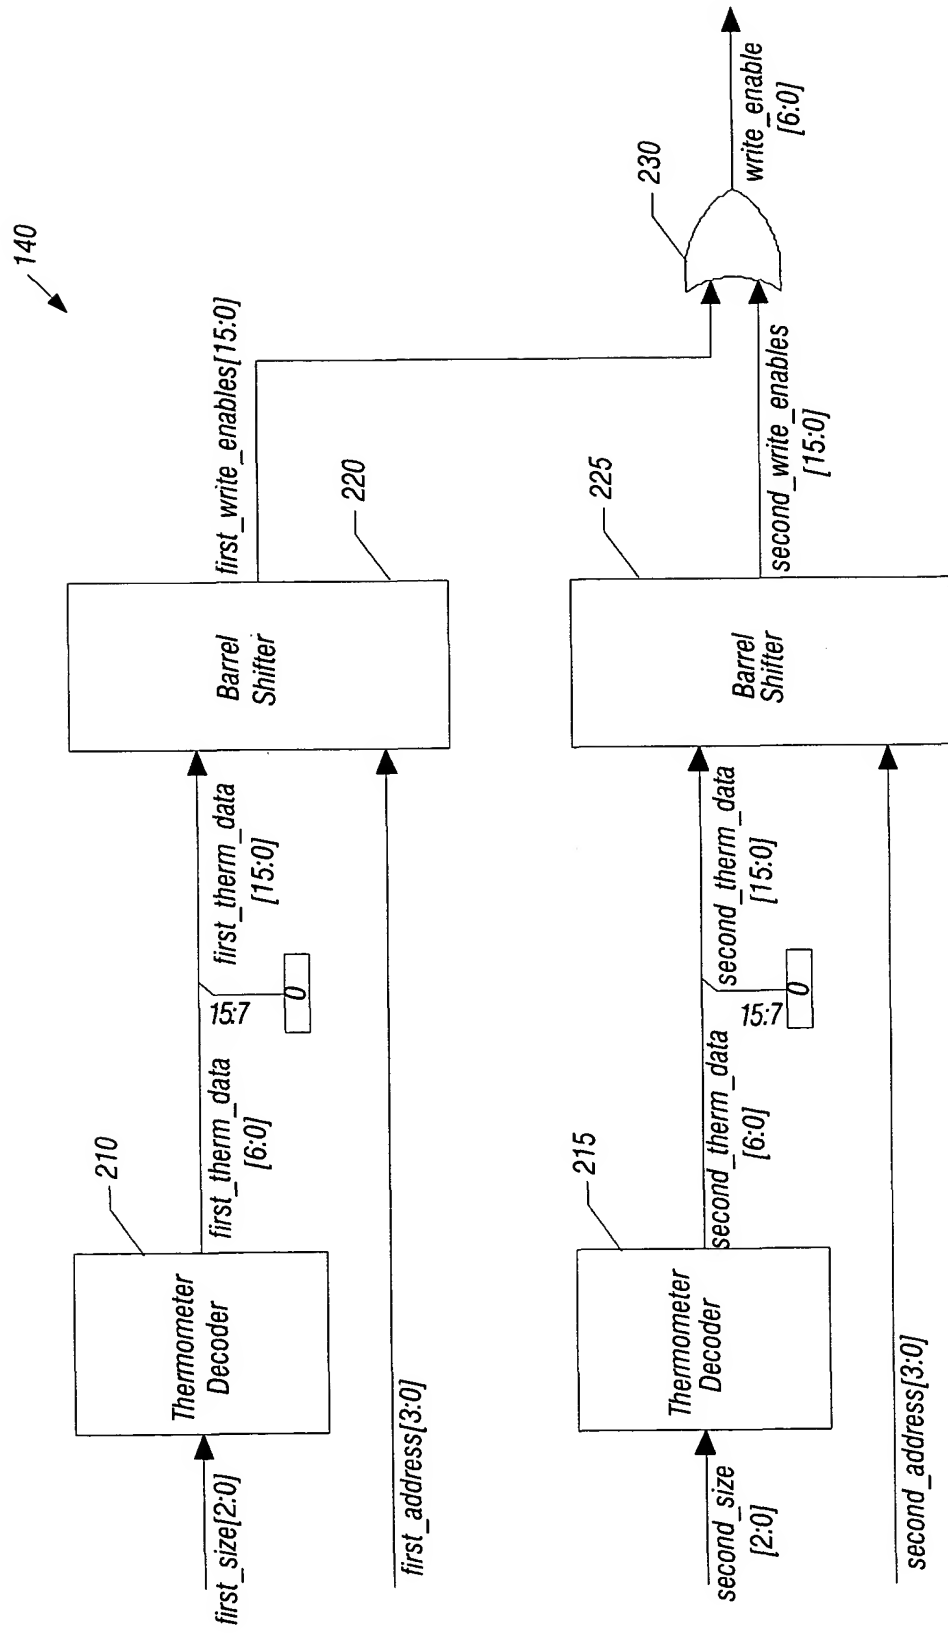 140
first_size[2:0]
Thermometer
Decoder
210
first_therm_data
[6:0]
15:7
0
first_therm_data
[15:0]
first_address[3:0]
Barrel
Shifter
220
first_write_enables[15:0]
second_size
[2:0]
Thermometer
Decoder
215
second_therm_data
[6:0]
15:7
0
second_therm_data
[15:0]
second_address[3:0]
Barrel
Shifter
225
second_write_enables
[15:0]
230
write_enable
[6:0]